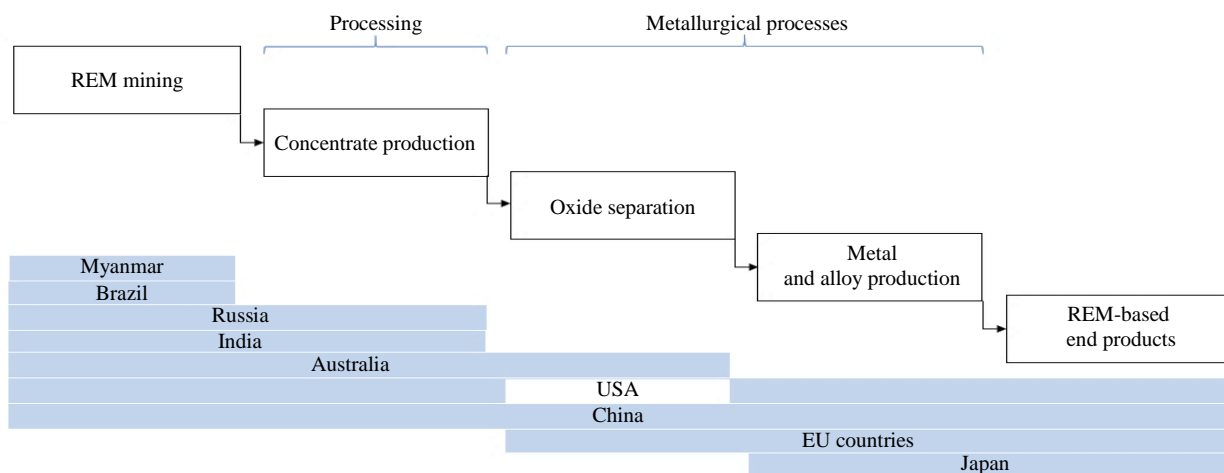 Processing
Metallurgical processes
REM mining
Concentrate production
Oxide separation
Metal
and alloy production
REM-based
end products
Myanmar
Brazil
Russia
India
Australia
USA
China
EU countries
Japan